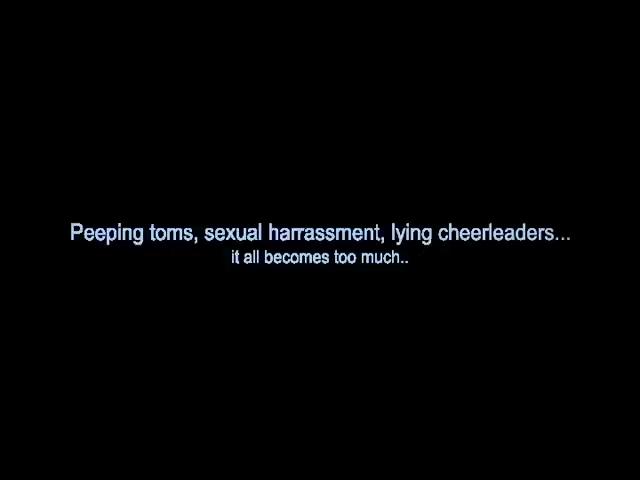 Peeping toms, sexual harrassment, lying cheerleaders...
it all becomes too much..